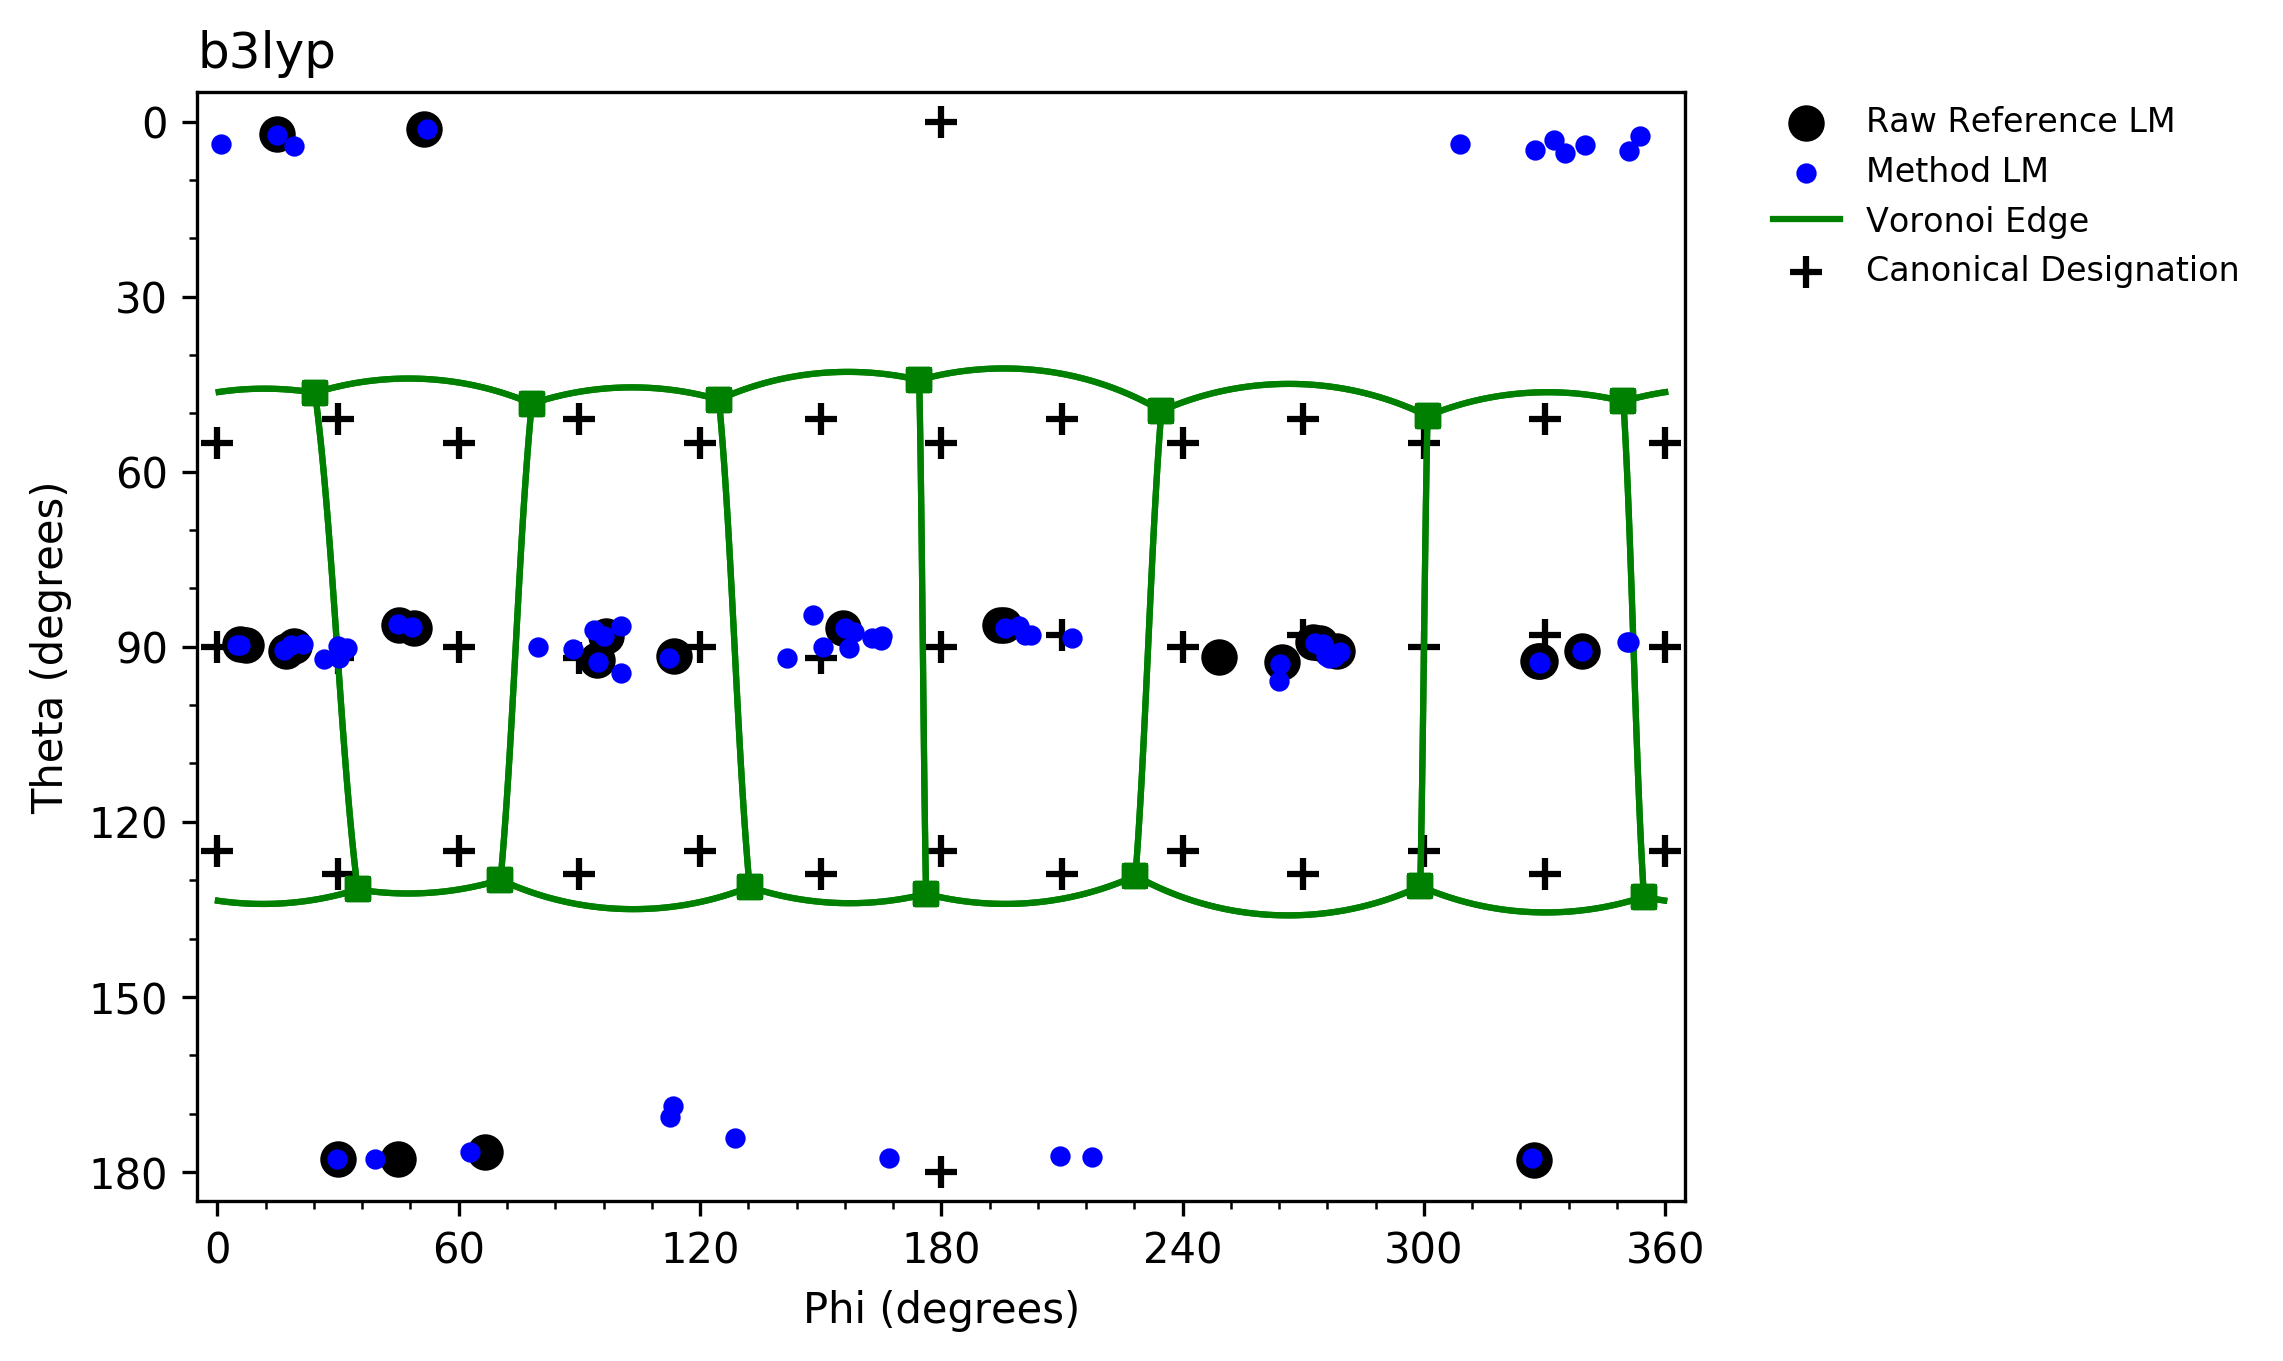 b3lyp
Raw Reference LM
Method LM
Voronoi Edge
Canonical Designation
0
30
60
90
120
150
180
Theta (degrees)
0 60 120 180 240 300 360
Phi (degrees)